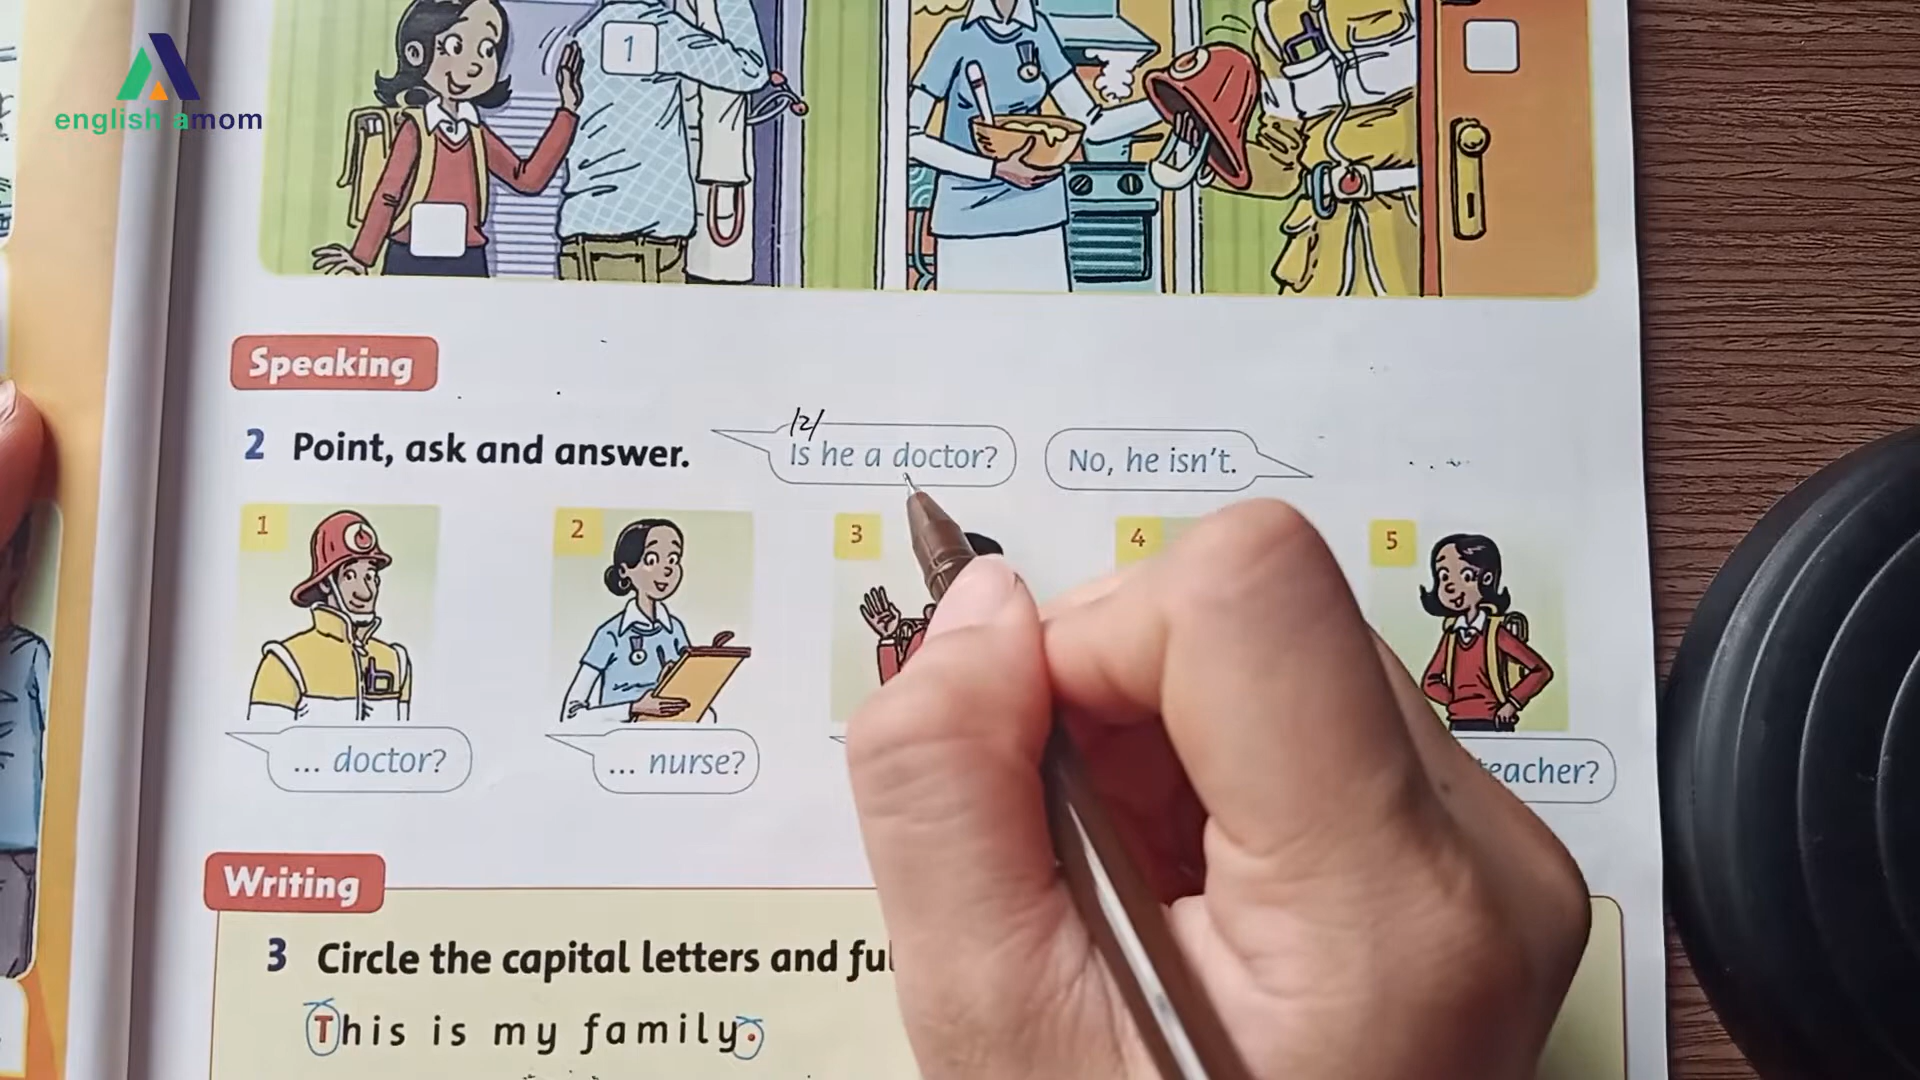 english amom
1
Speaking
2 Point, ask and answer.
/z/
Is he a doctor?
No, he isn't.
1
2
3
4
5
... doctor?
... nurse?
teacher?
Writing
3 Circle the capital letters and
This is my family.